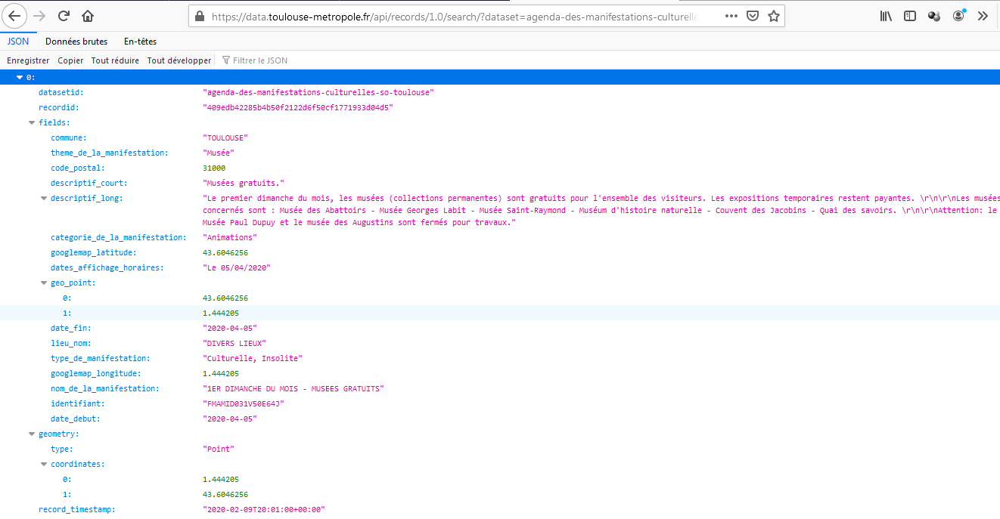 https://data.toulouse-metropole.fr/api/records/1.0/search/?dataset=agenda-des-manifestations-culturelle
JSON Données brutes En-têtes
Enregistrer Copier Tout réduire Tout développer Filtrer le JSON
0:
datasetid: "agenda-des-manifestations-culturelles-so-toulouse"
recordid: "409edb42285b4b50f2122d6f50cf1771933d04d5"
fields:
commune: "TOULOUSE"
theme_de_la_manifestation: "Musée"
code_postal: 31000
descriptif_court: "Musées gratuits."
descriptif_long: "Le premier dimanche du mois, les musées (collections permanentes) sont gratuits pour l'ensemble des visiteurs. Les expositions temporaires restent payantes. \r\n\r\nLes musées
concernés sont : Musée des Abattoirs - Musée Georges Labit - Musée Saint-Raymond - Muséum d'histoire naturelle - Couvent des Jacobins - Quai des savoirs. \r\n\r\nAttention: le
Musée Paul Dupuy et le musée des Augustins sont fermés pour travaux."
categorie_de_la_manifestation: "Animations"
googlemap_latitude: 43.6046256
dates_affichage_horaires: "Le 05/04/2020"
geo_point:
0: 43.6046256
1: 1.444205
date_fin: "2020-04-05"
lieu_nom: "DIVERS LIEUX"
type_de_manifestation: "Culturelle, Insolite"
googlemap_longitude: 1.444205
nom_de_la_manifestation: "1ER DIMANCHE DU MOIS - MUSEES GRATUITS"
identifiant: "FMAMID031V50E64J"
date_debut: "2020-04-05"
geometry:
type: "Point"
coordinates:
0: 1.444205
1: 43.6046256
record_timestamp: "2020-02-09T20:01:00+00:00"